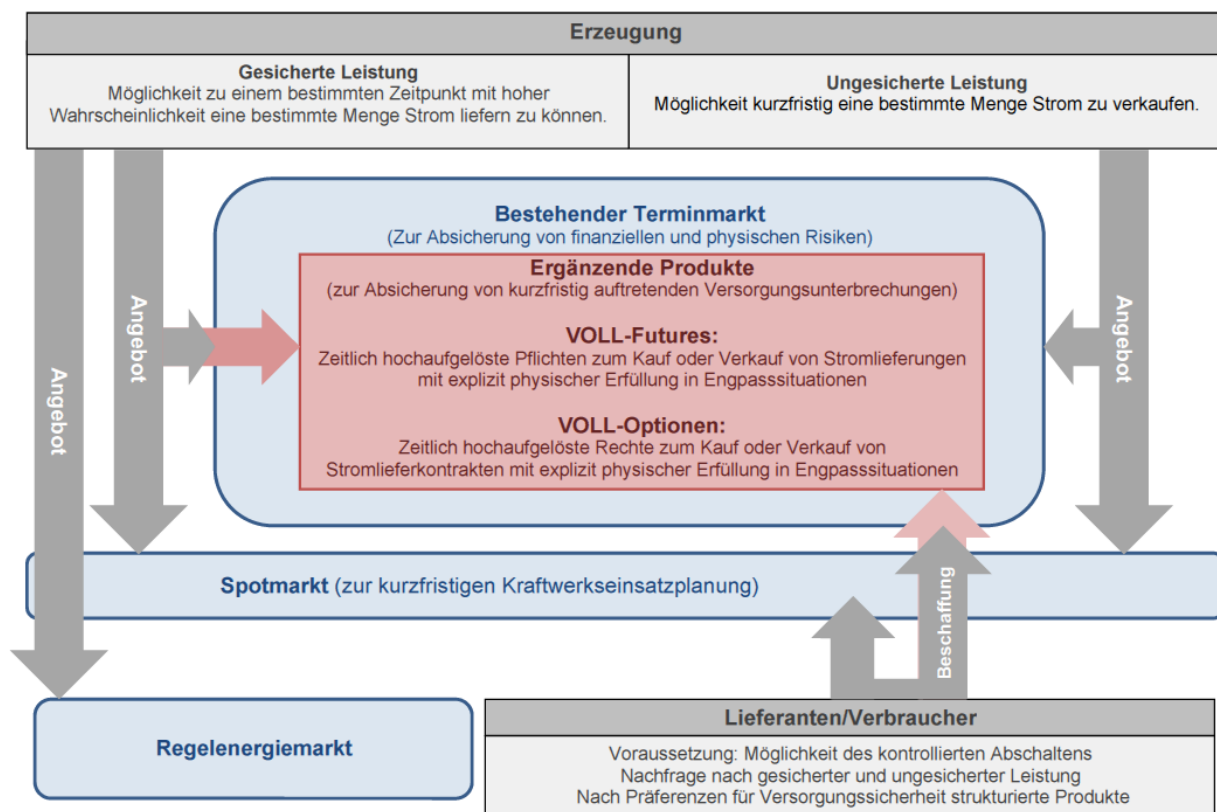 Erzeugung
Gesicherte Leistung
Möglichkeit zu einem bestimmten Zeitpunkt mit hoher
Wahrscheinlichkeit eine bestimmte Menge Strom liefern zu können.
Ungesicherte Leistung
Möglichkeit kurzfristig eine bestimmte Menge Strom zu verkaufen.
Angebot
Angebot
Bestehender Terminmarkt
(Zur Absicherung von finanziellen und physischen Risiken)
Ergänzende Produkte
(zur Absicherung von kurzfristig auftretenden Versorgungsunterbrechungen)
VOLL-Futures:
Zeitlich hochaufgelöste Pflichten zum Kauf oder Verkauf von Stromlieferungen
mit explizit physischer Erfüllung in Engpasssituationen
VOLL-Optionen:
Zeitlich hochaufgelöste Rechte zum Kauf oder Verkauf von
Stromlieferkontrakten mit explizit physischer Erfüllung in Engpasssituationen
Angebot
Spotmarkt (zur kurzfristigen Kraftwerkseinsatzplanung)
Beschaffung
Regelenergiemarkt
Lieferanten/Verbraucher
Voraussetzung: Möglichkeit des kontrollierten Abschaltens
Nachfrage nach gesicherter und ungesicherter Leistung
Nach Präferenzen für Versorgungssicherheit strukturierte Produkte